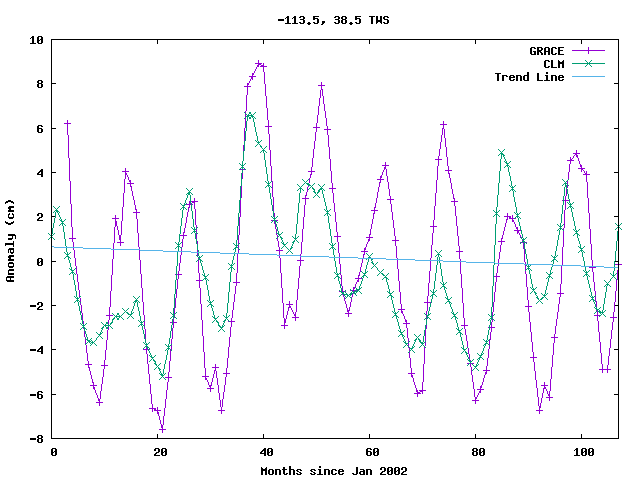 -113.5, 38.5 TWS
GRACE
CLM
Trend Line
10
8
6
4
2
0
-2
-4
-6
-8
Anomaly (cm)
0 20 40 60 80 100
Months since Jan 2002